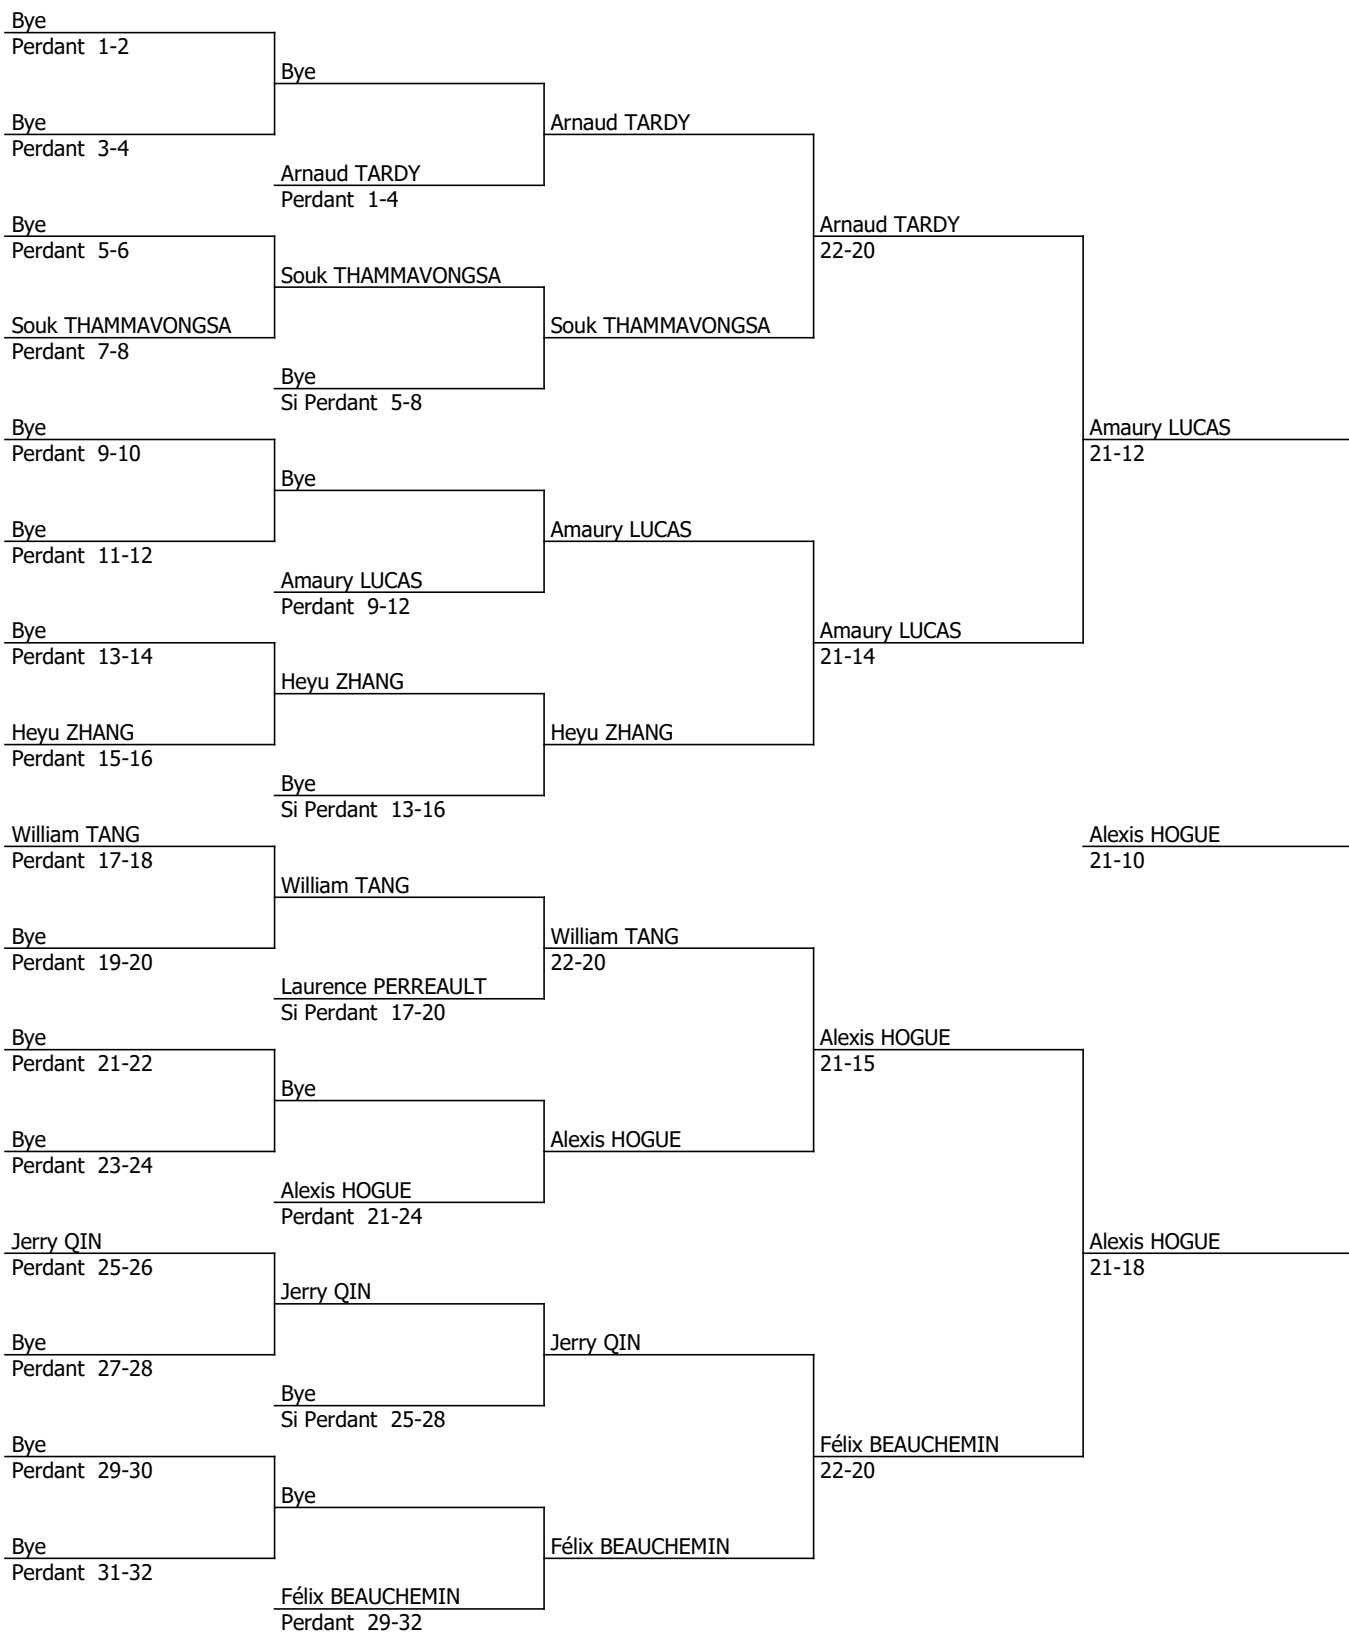 Bye
Perdant 1-2
Bye
Bye
Arnaud TARDY
Perdant 3-4
Arnaud TARDY
Perdant 1-4
Bye
Arnaud TARDY
Perdant 5-6
22-20
Souk THAMMAVONGSA
Souk THAMMAVONGSA
Souk THAMMAVONGSA
Perdant 7-8
Bye
Si Perdant 5-8
Bye
Amaury LUCAS
Perdant 9-10
21-12
Bye
Bye
Amaury LUCAS
Perdant 11-12
Amaury LUCAS
Perdant 9-12
Bye
Amaury LUCAS
Perdant 13-14
21-14
Heyu ZHANG
Heyu ZHANG
Heyu ZHANG
Perdant 15-16
Bye
Si Perdant 13-16
William TANG
Alexis HOGUE
Perdant 17-18
21-10
William TANG
Bye
William TANG
Perdant 19-20
22-20
Laurence PERREAULT
Si Perdant 17-20
Bye
Alexis HOGUE
Perdant 21-22
21-15
Bye
Bye
Alexis HOGUE
Perdant 23-24
Alexis HOGUE
Perdant 21-24
Jerry QIN
Alexis HOGUE
Perdant 25-26
21-18
Jerry QIN
Bye
Jerry QIN
Perdant 27-28
Bye
Si Perdant 25-28
Bye
Félix BEAUCHEMIN
Perdant 29-30
22-20
Bye
Bye
Félix BEAUCHEMIN
Perdant 31-32
Félix BEAUCHEMIN
Perdant 29-32